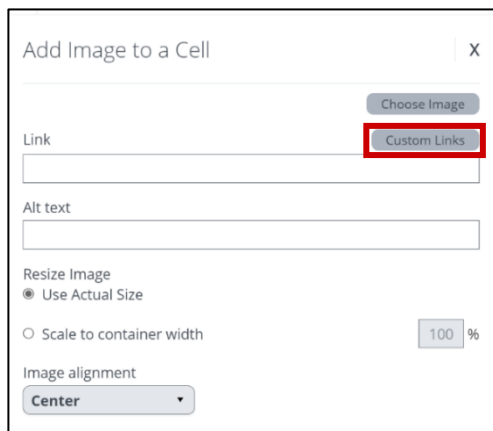 Add Image to a Cell X
Choose Image
Link Custom Links
Alt text
Resize Image
Use Actual Size
Scale to container width 100 %
Image alignment
Center